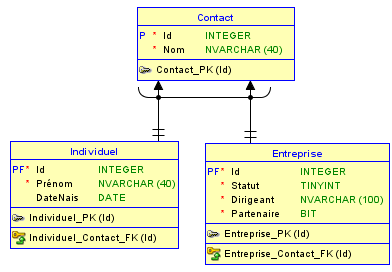 Contact
P * Id INTEGER
* Nom NVARCHAR (40)
Contact_PK (Id)
Individuel
PF* Id INTEGER
* Prénom NVARCHAR (40)
DateNais DATE
Individuel_PK (Id)
Individuel_Contact_FK (Id)
Entreprise
PF* Id INTEGER
* Statut TINYINT
* Dirigeant NVARCHAR (100)
* Partenaire BIT
Entreprise_PK (Id)
Entreprise_Contact_FK (Id)